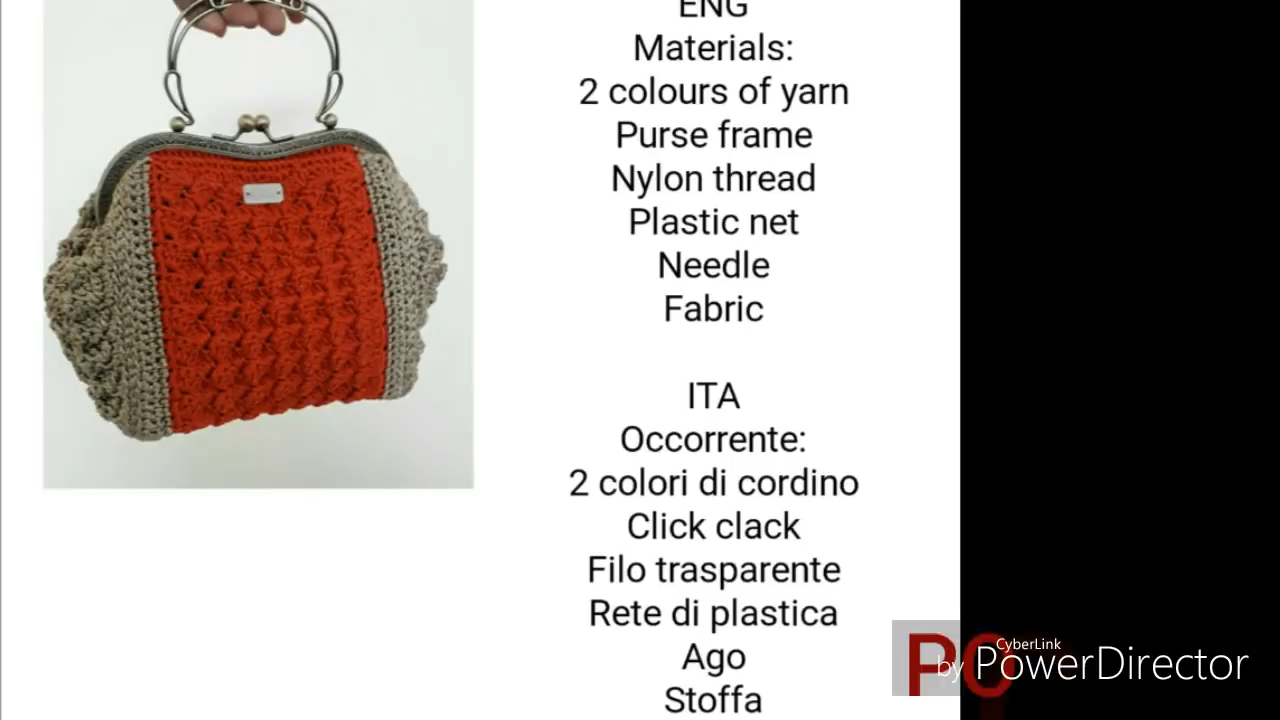 ENG
Materials:
2 colours of yarn
Purse frame
Nylon thread
Plastic net
Needle
Fabric
ITA
Occorrente:
2 colori di cordino
Click clack
Filo trasparente
Rete di plastica
Ago
Stoffa
CyberLink
by PowerDirector